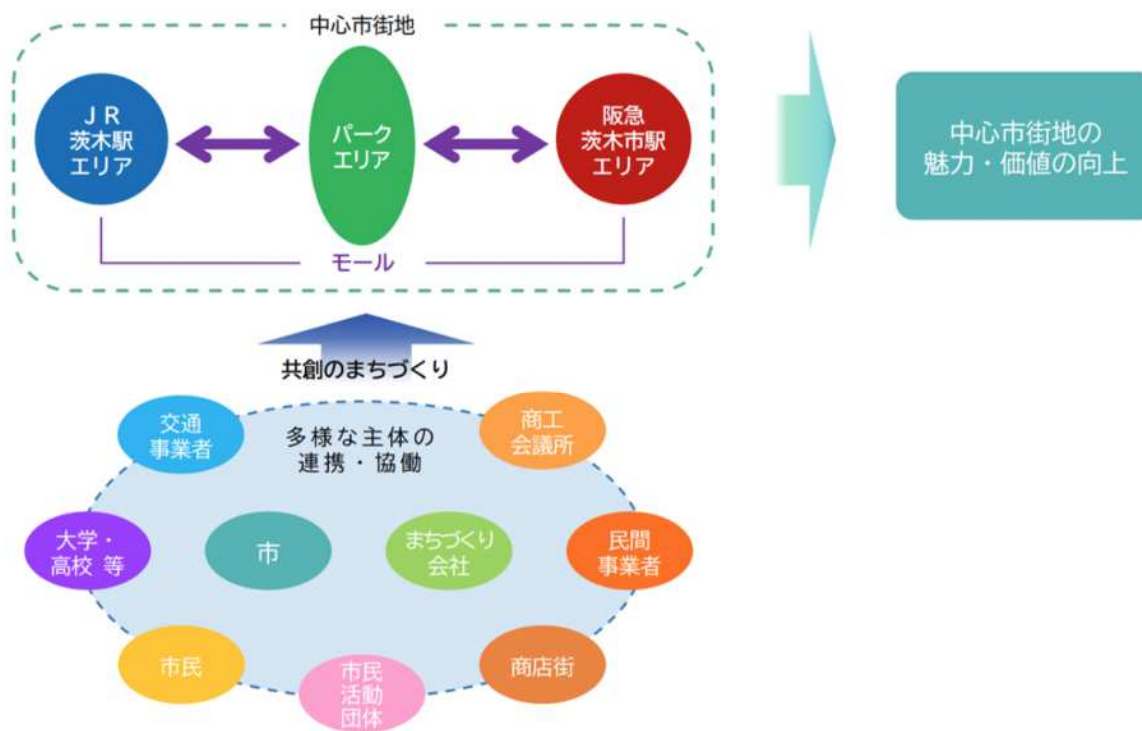 中心市街地
JR
茨木駅
エリア
パーク
エリア
阪急
茨木市駅
エリア
モール
中心市街地の
魅力・価値の向上
共創のまちづくり
交通
事業者
商工
会議所
多様な主体の
連携・協働
大学・
高校 等
市
まちづくり
会社
民間
事業者
市民
市民
活動
団体
商店街